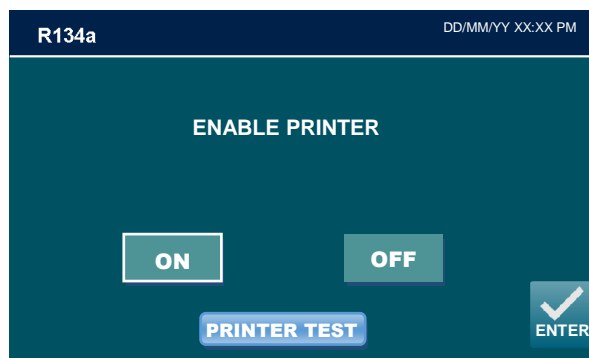 R134a DD/MM/YY XX:XX PM
ENABLE PRINTER
ON OFF
PRINTER TEST
ENTER